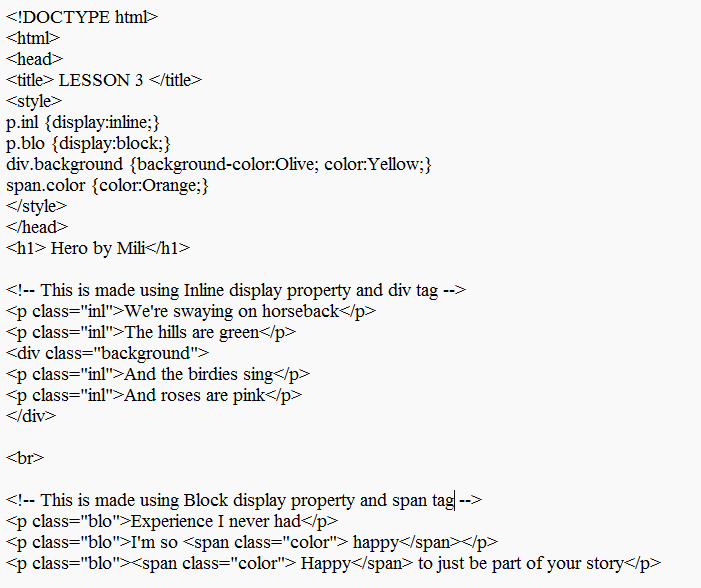 <!DOCTYPE html>
<html>
<head>
<title> LESSON 3 </title>
<style>
p.inl {display:inline;}
p.blo {display:block;}
div.background {background-color:Olive; color:Yellow;}
span.color {color:Orange;}
</style>
</head>
<h1> Hero by Mili</h1>

<!-- This is made using Inline display property and div tag -->
<p class="inl">We're swaying on horseback</p>
<p class="inl">The hills are green</p>
<div class="background">
<p class="inl">And the birdies sing</p>
<p class="inl">And roses are pink</p>
</div>

<br>

<!-- This is made using Block display property and span tag -->
<p class="blo">Experience I never had</p>
<p class="blo">I'm so <span class="color"> happy</span></p>
<p class="blo"><span class="color"> Happy</span> to just be part of your story</p>